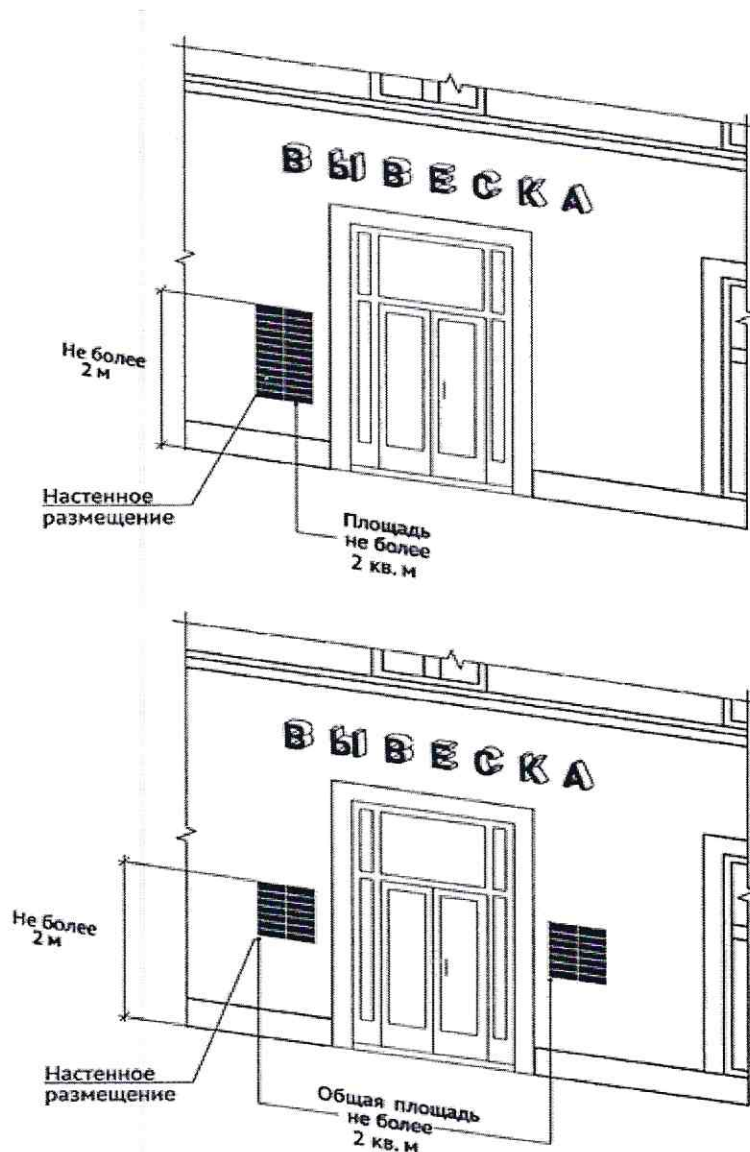 ВЫВЕСКА
Не более
2 м
Настенное
размещение
Площадь
не более
2 кв. м
ВЫВЕСКА
Не более
2 м
Настенное
размещение
Общая площадь
не более
2 кв. м